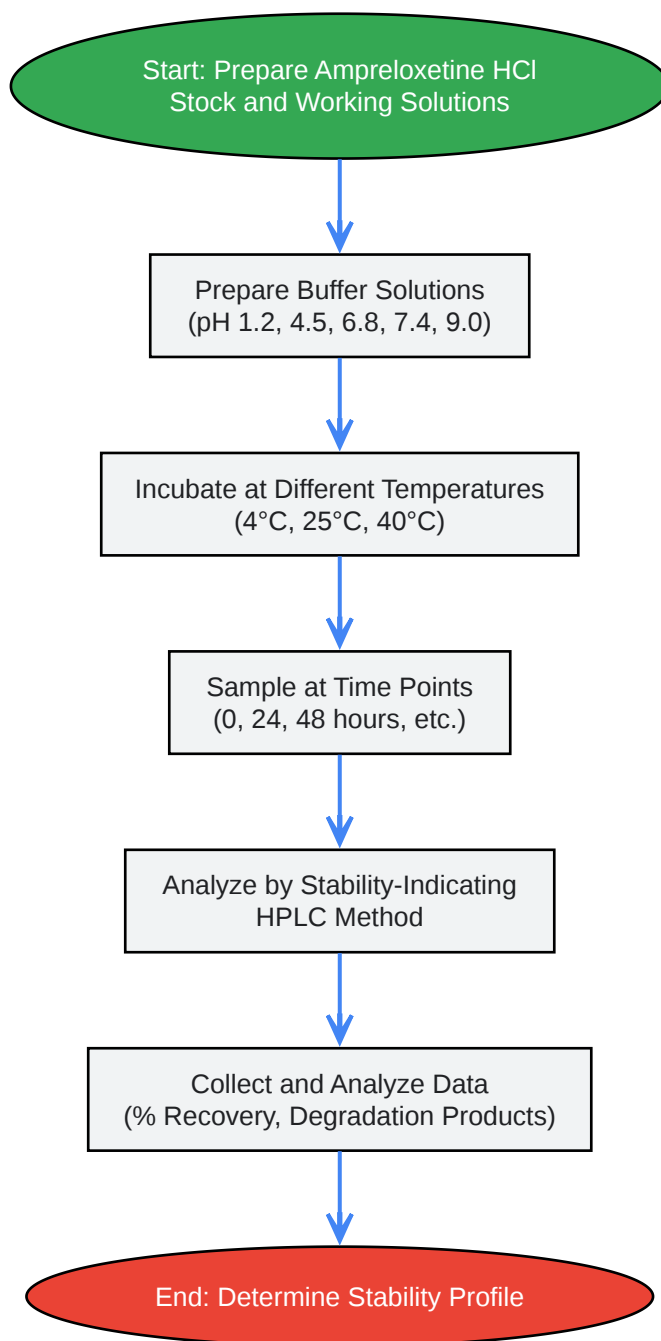 Start: Prepare Ampreloxetine HCl
Stock and Working Solutions
Prepare Buffer Solutions
(pH 1.2, 4.5, 6.8, 7.4, 9.0)
Incubate at Different Temperatures
(4°C, 25°C, 40°C)
Sample at Time Points
(0, 24, 48 hours, etc.)
Analyze by Stability-Indicating
HPLC Method
Collect and Analyze Data
(% Recovery, Degradation Products)
End: Determine Stability Profile